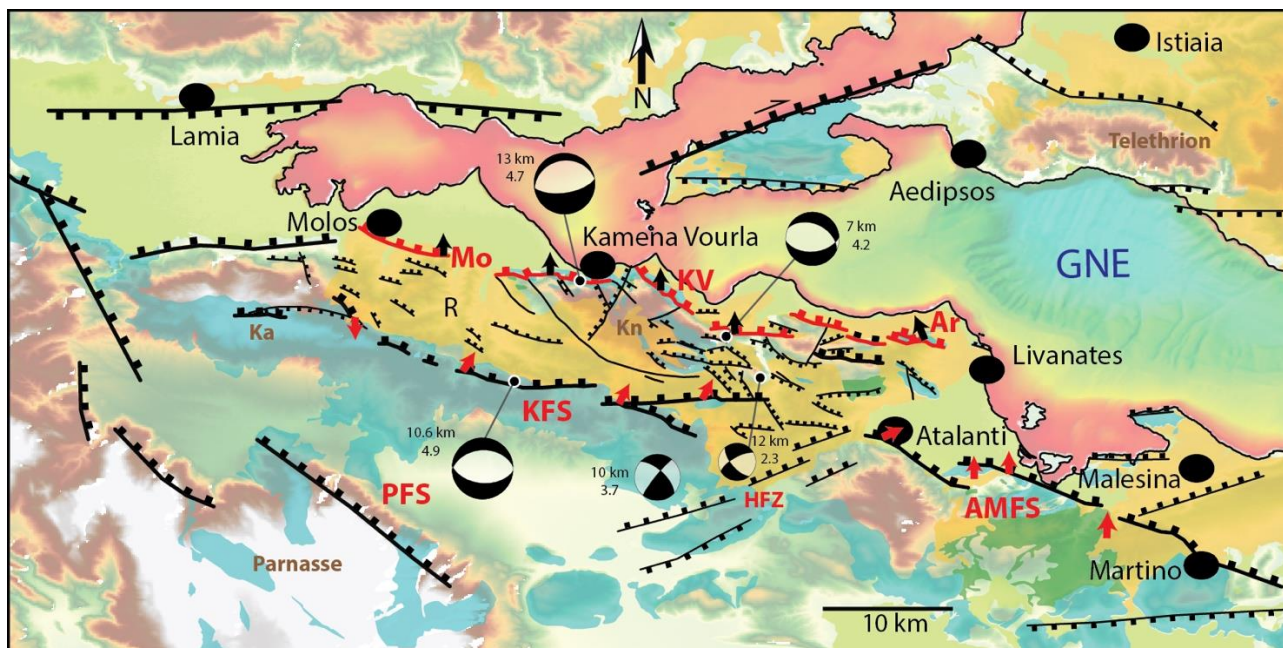 Istiaia
N
Lamia
Telethrion
13 km
4.7
Aedipsos
Molos
7 km
4.2
Kamena Vourla
GNE
Mo
KV
R
Ka
Kn
Ar
Livanates
KFS
10.6 km
4.9
Atalanti
12 km
2.3
10 km
3.7
Malesina
PFS
HFZ
AMFS
Parnasse
Martino
10 km